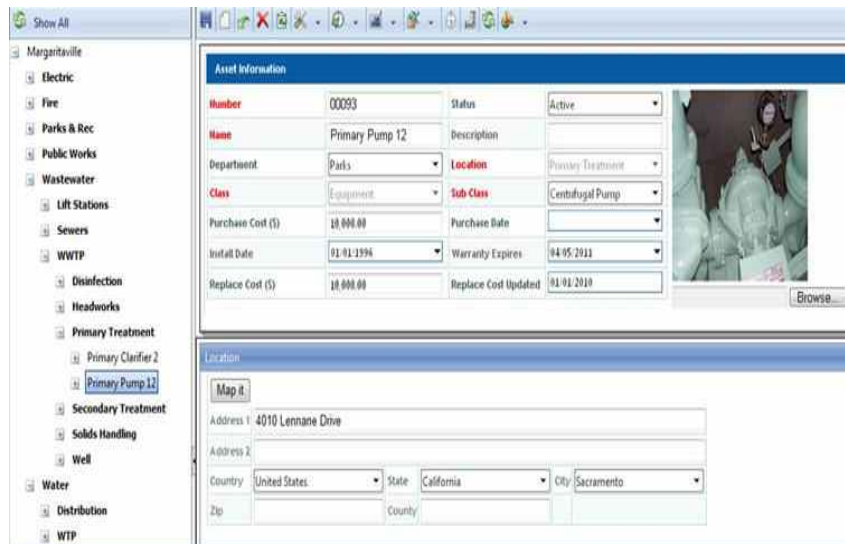 Show All
Margaritaville
Electric
Fire
Parks & Rec
Public Works
Wastewater
Lift Stations
Sewers
WWTP
Disinfection
Headworks
Primary Treatment
Primary Clarifier 2
Primary Pump 12
Secondary Treatment
Solids Handling
Well
Water
Distribution
WTP
Asset Information
Number 00093 Status Active
Name Primary Pump 12 Description
Department Parks Location Primary Treatment
Class Equipment Sub Class Centrifugal Pump
Purchase Cost ($) 10,000.00 Purchase Date
Install Date 01/01/1996 Warranty Expires 04/05/2011
Replace Cost ($) 10,000.00 Replace Cost Updated 01/01/2010
Browse...
Location
Map it
Address 1 4010 Lennane Drive
Address 2
Country United States State California City Sacramento
Zip County